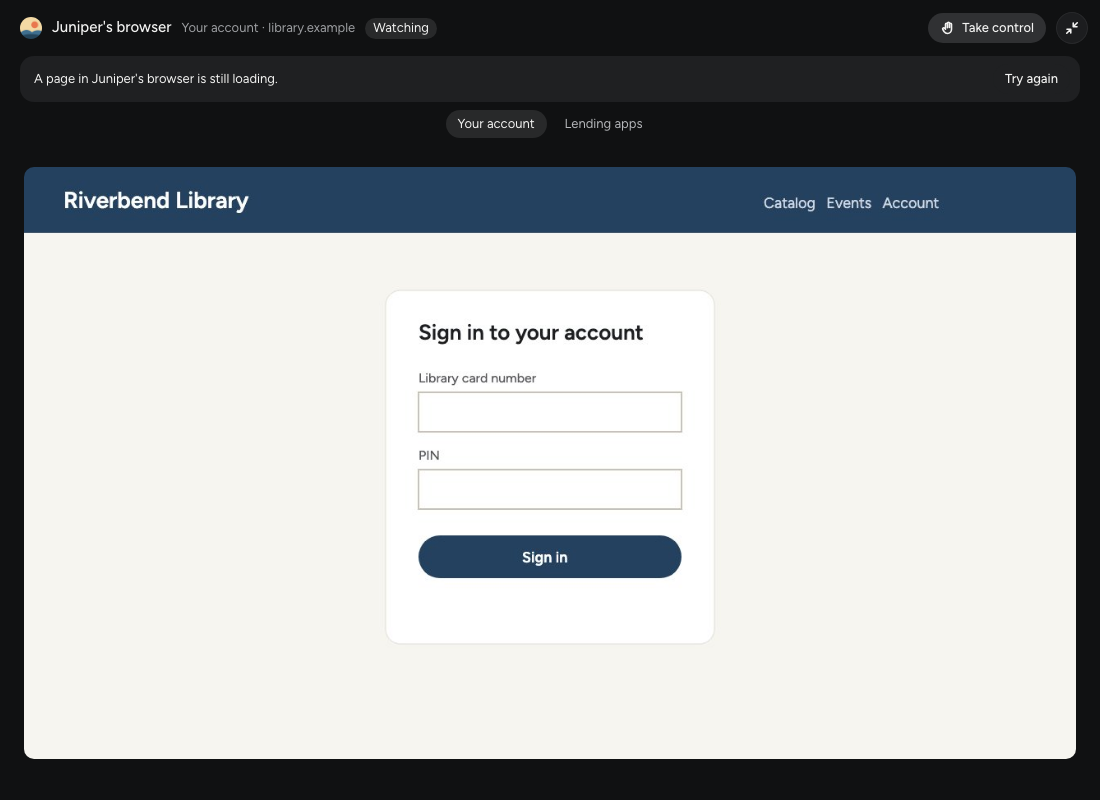 Juniper's browser Your account · library.example Watching Take control
A page in Juniper's browser is still loading. Try again
Your account Lending apps
Riverbend Library Catalog Events Account
Sign in to your account
Library card number
PIN
Sign in